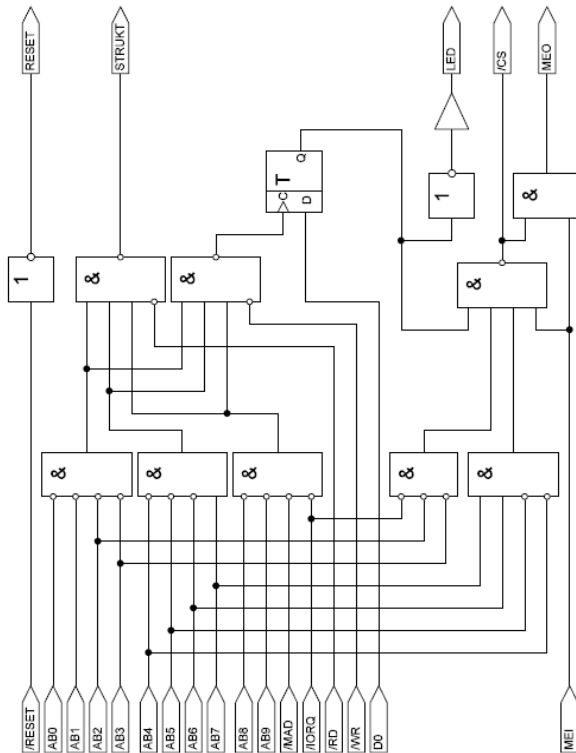 RESET
STRUKT
LED
/CS
MEO
Q
T
C
D
1
&
&
1
&
&
&
&
&
&
&
/RESET
AB0
AB1
AB2
AB3
AB4
AB5
AB6
AB7
AB8
AB9
/MAD
/IORQ
/RD
/WR
D0
/MEI